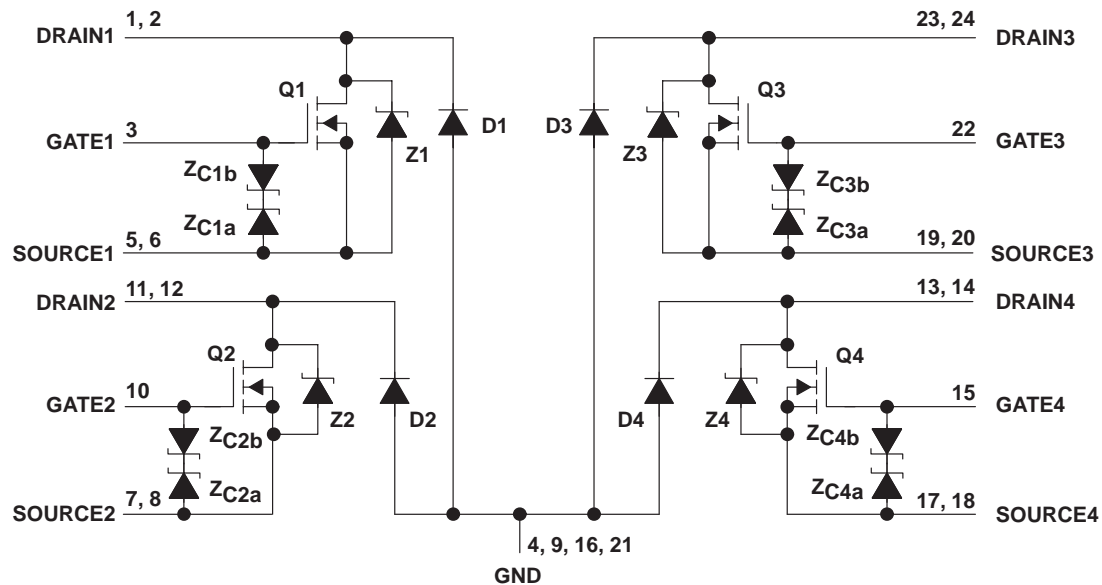 1, 2
DRAIN1
Q1
3
GATE1
Z1
D1
ZC1b
ZC1a
5, 6
SOURCE1
11, 12
DRAIN2
Q2
10
GATE2
Z2
D2
ZC2b
ZC2a
7, 8
SOURCE2
23, 24
DRAIN3
Q3
22
GATE3
D3
Z3
ZC3b
ZC3a
19, 20
SOURCE3
13, 14
DRAIN4
Q4
15
GATE4
D4
Z4
ZC4b
ZC4a
17, 18
SOURCE4
4, 9, 16, 21
GND